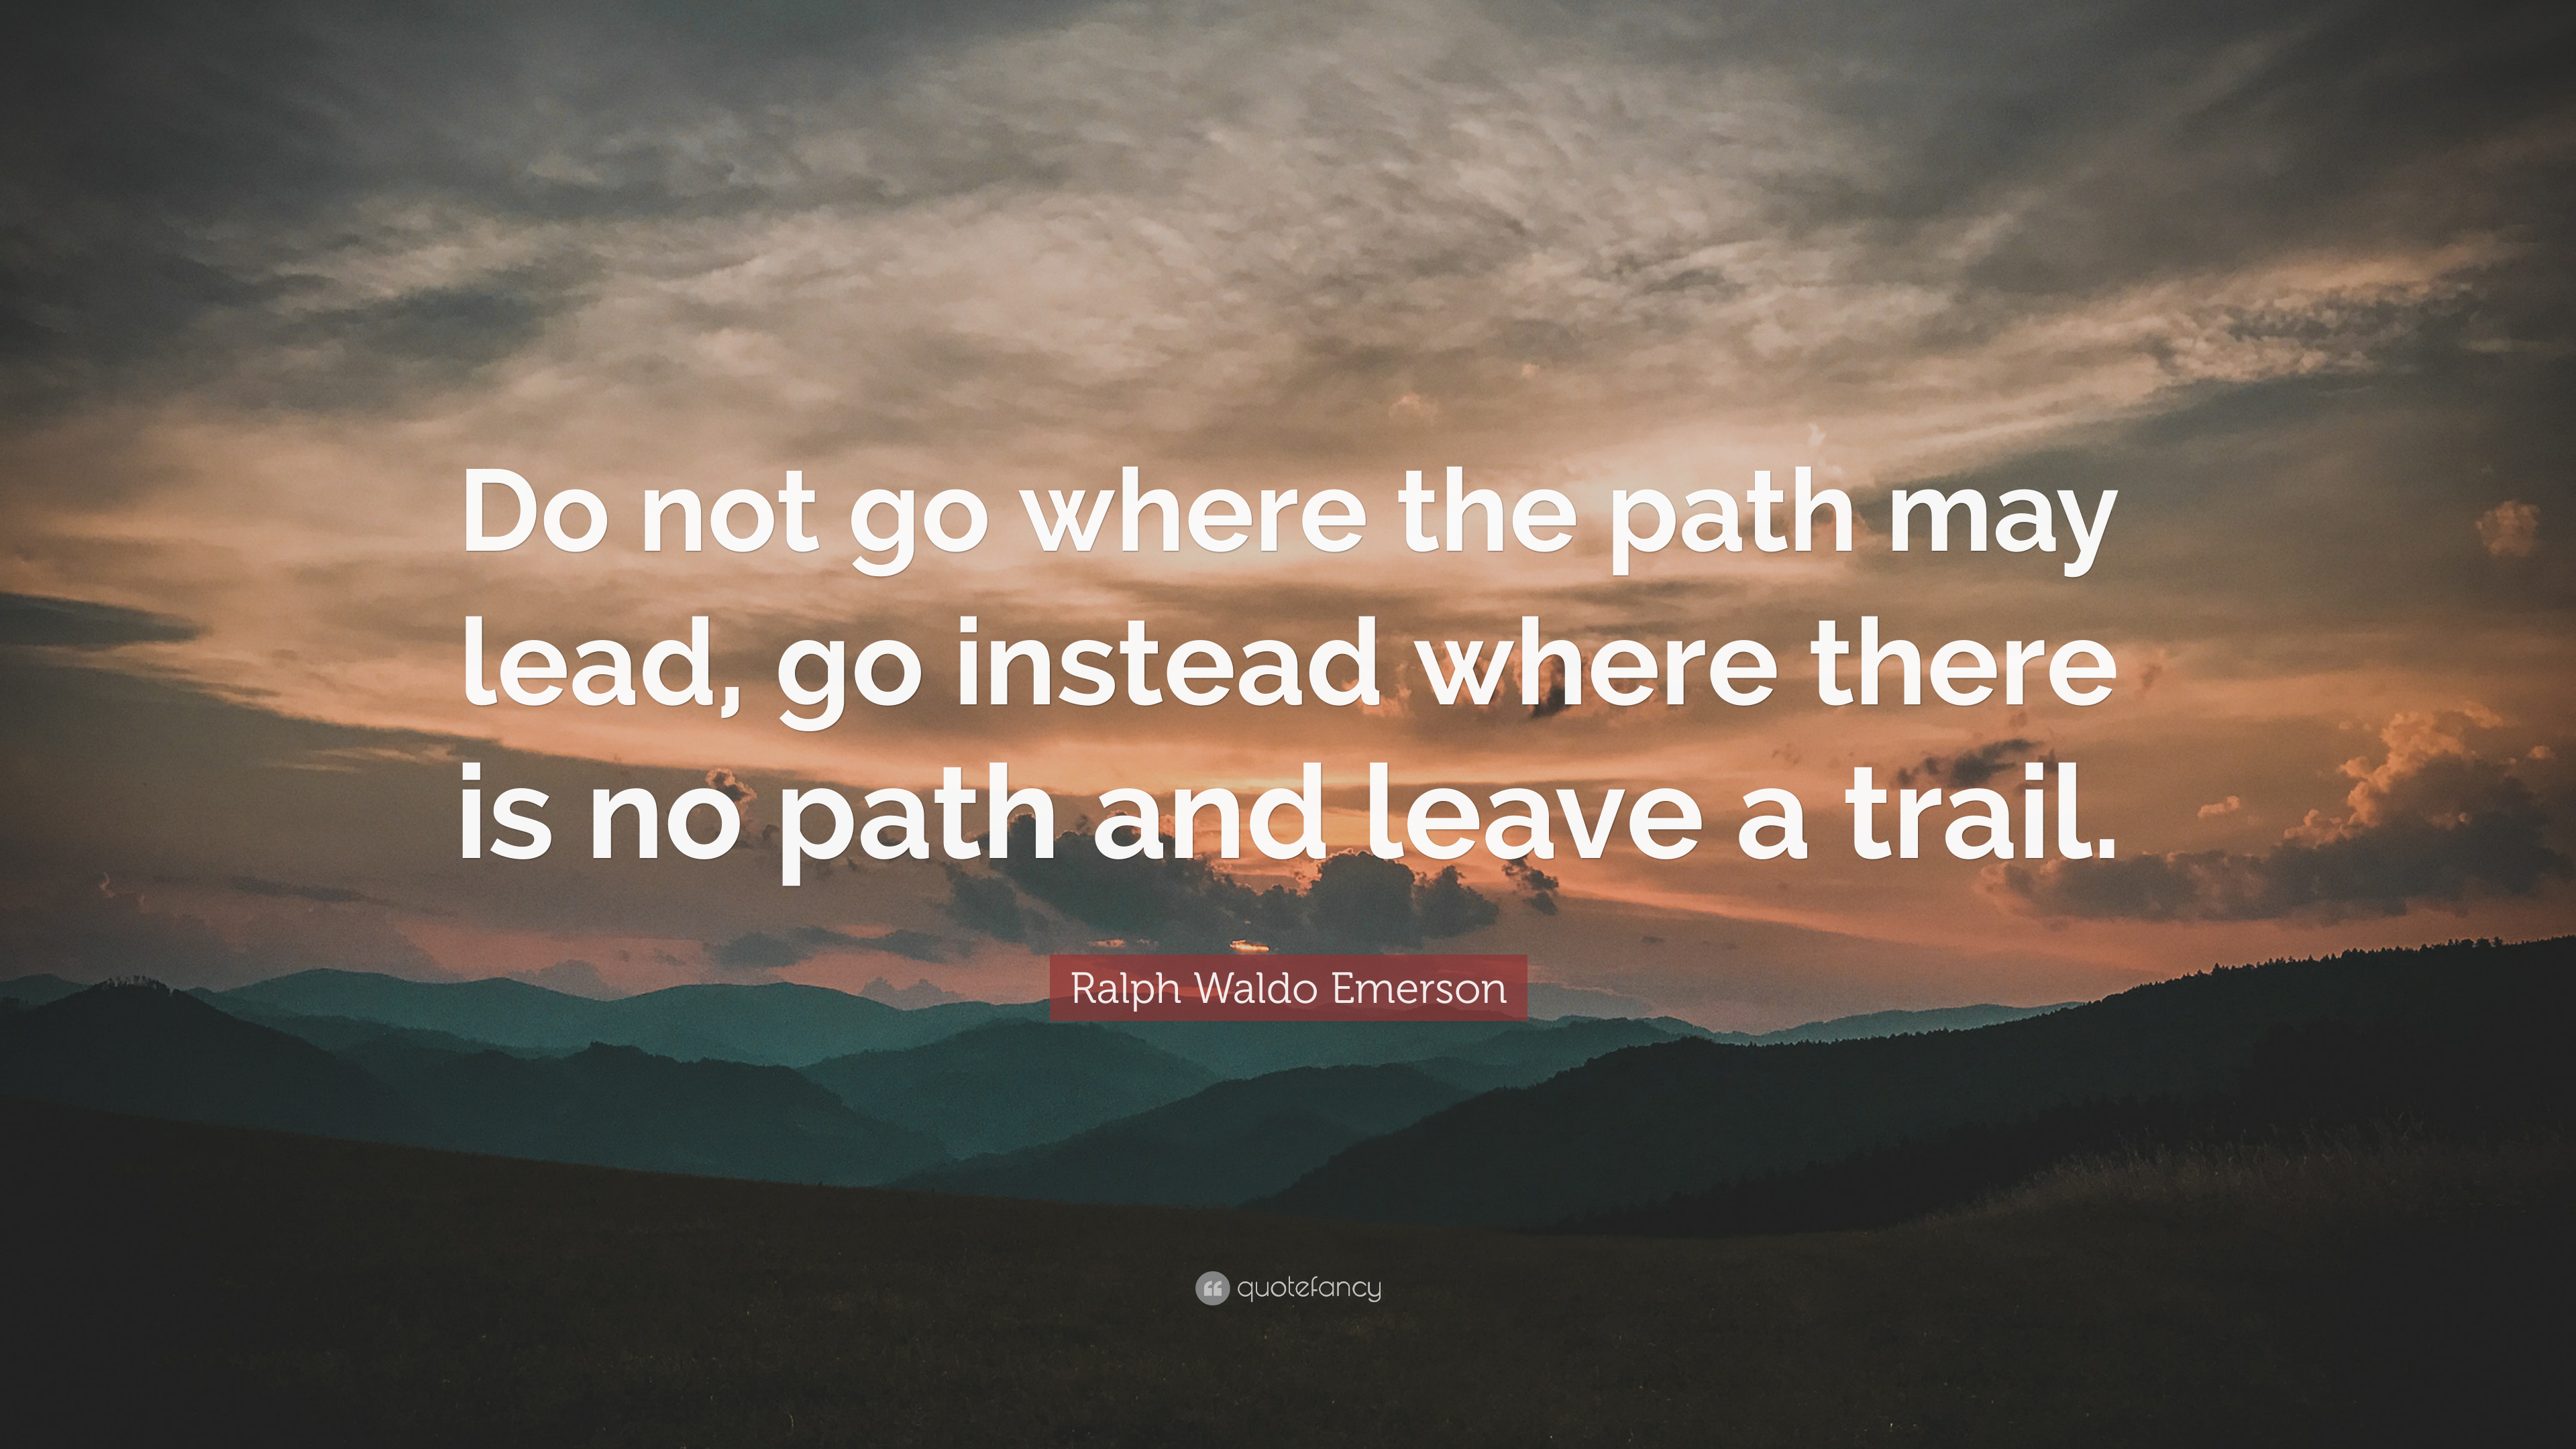 Do not go where the path may
lead, go instead where there
is no path and leave a trail.
Ralph Waldo Emerson
quotefancy